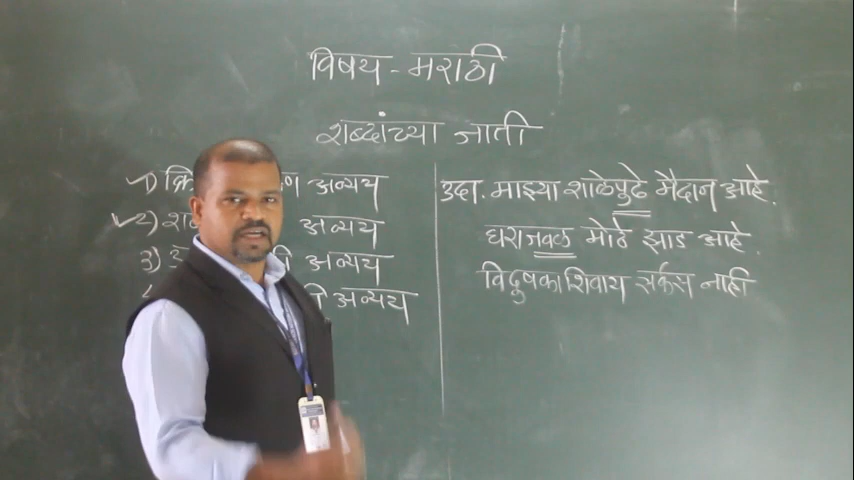 विषय - मराठी
शब्दांच्या जाती
१) अव्यय
२) अव्यय
३) अव्यय
अव्यय
उदा. माझ्या शाळेपुढे मैदान आहे.
घराजवळ मोठे झाड आहे.
विदुषकाशिवाय सर्कस नाही